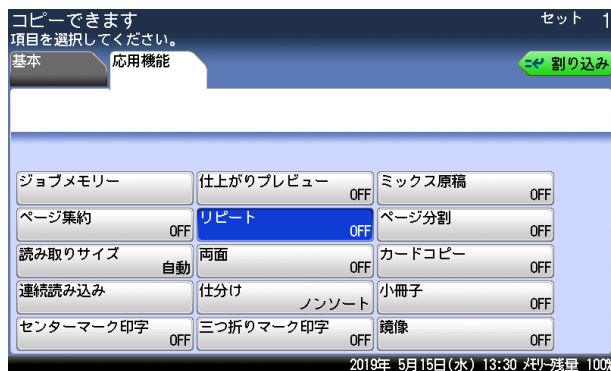 コピーできます
セット 1
項目を選択してください。
基本
応用機能
割り込み
ジョブメモリー
仕上がりプレビュー
OFF
ミックス原稿
OFF
ページ集約
OFF
リピート
OFF
ページ分割
OFF
読み取りサイズ
自動
両面
OFF
カードコピー
OFF
連続読み込み
仕分け
ノンソート
小冊子
OFF
センターマーク印字
OFF
三つ折りマーク印字
OFF
鏡像
OFF
2019年 5月15日(水) 13:30 メモリー残量 100%